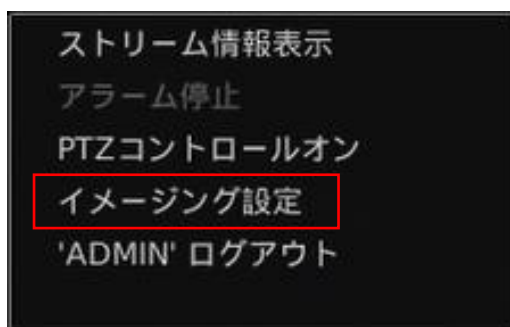 ストリーム情報表示
アラーム停止
PTZコントロールオン
イメージング設定
'ADMIN' ログアウト